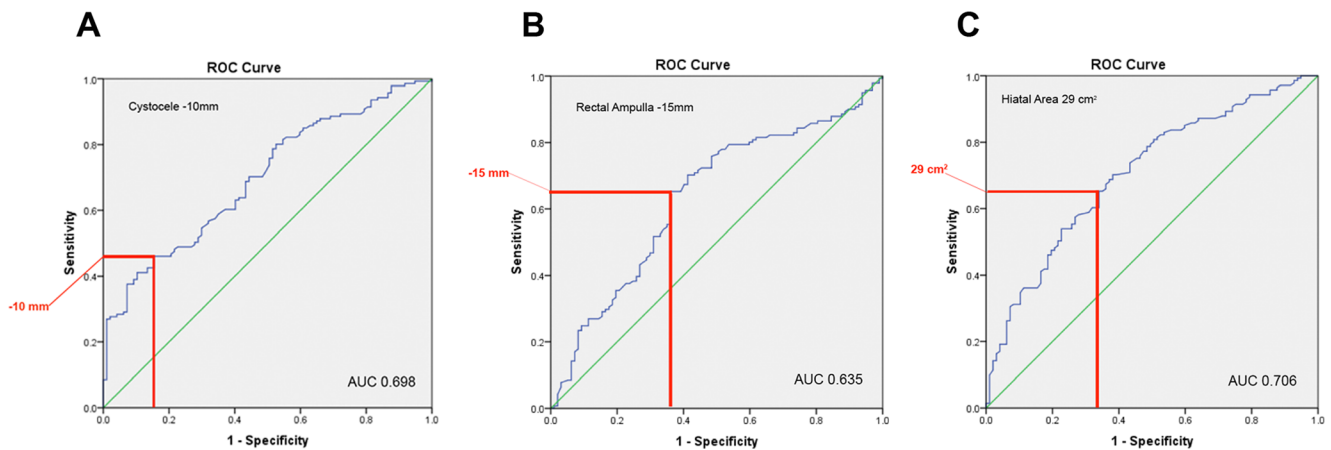 A
ROC Curve
Cystocele -10mm
-10 mm
Sensitivity
1.0
0.8
0.6
0.4
0.2
0.0
0.0 0.2 0.4 0.6 0.8 1.0
1 - Specificity
AUC 0.698
B
ROC Curve
Rectal Ampulla -15mm
-15 mm
Sensitivity
1.0
0.8
0.6
0.4
0.2
0.0
0.0 0.2 0.4 0.6 0.8 1.0
1 - Specificity
AUC 0.635
C
ROC Curve
Hiatal Area 29 cm²
29 cm²
Sensitivity
1.0
0.8
0.6
0.4
0.2
0.0
0.0 0.2 0.4 0.6 0.8 1.0
1 - Specificity
AUC 0.706